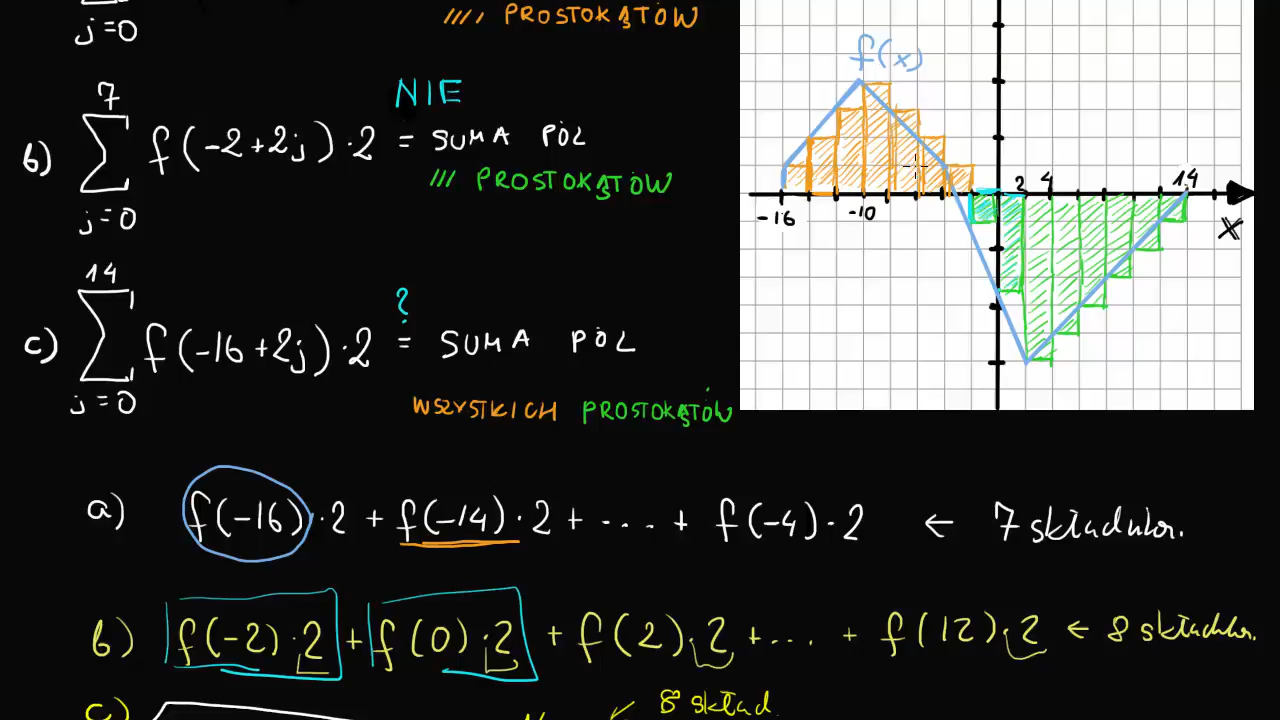 j=0
//// PROSTOKĄTÓW
b) 7 ∑ j=0 f(-2+2j)·2 = SUMA PÓL
NIE
/// PROSTOKĄTÓW
c) 14 ∑ j=0 f(-16+2j)·2 = SUMA PÓL
?
WSZYSTKICH PROSTOKĄTÓW
f(x)
-16 -10 2 4 14
X
a) f(-16)·2 + f(-14)·2 + ... + f(-4)·2 ← 7 składnik.
b) f(-2)·2 + f(0)·2 + f(2)·2 + ... + f(12)·2 ← 8 składnik.
c) 8 skład.